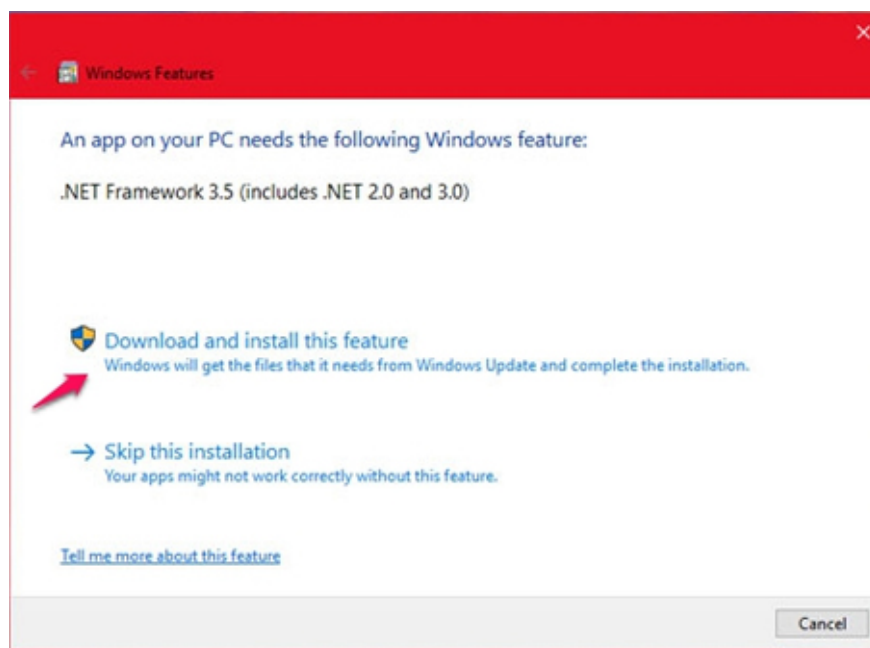 Windows Features
An app on your PC needs the following Windows feature:
.NET Framework 3.5 (includes .NET 2.0 and 3.0)
Download and install this feature
Windows will get the files that it needs from Windows Update and complete the installation.
Skip this installation
Your apps might not work correctly without this feature.
Tell me more about this feature
Cancel